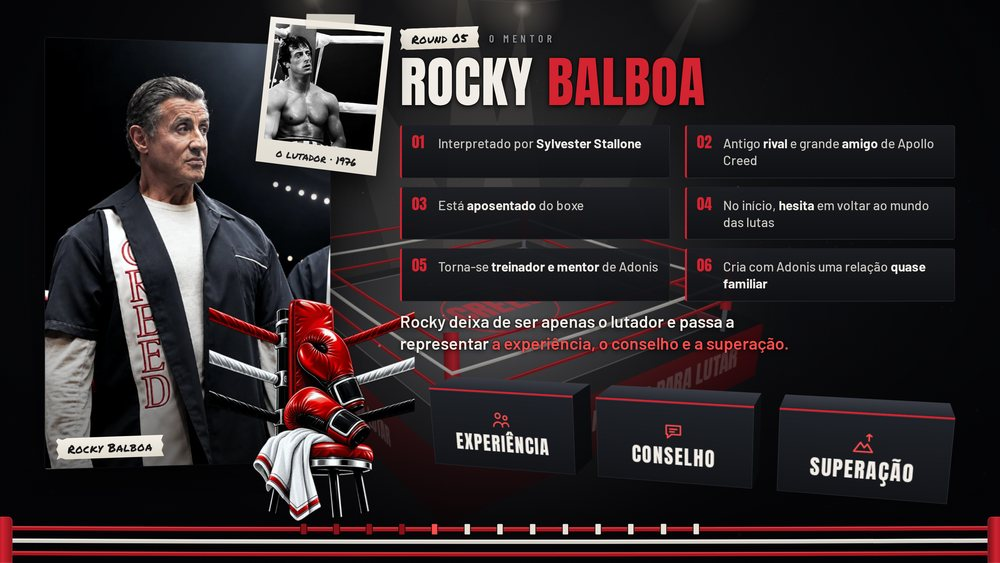 ROUND 05
O MENTOR
ROCKY BALBOA
O LUTADOR · 1976
01 Interpretado por Sylvester Stallone
02 Antigo rival e grande amigo de Apollo
Creed
03 Está aposentado do boxe
04 No início, hesita em voltar ao mundo
das lutas
05 Torna-se treinador e mentor de Adonis
06 Cria com Adonis uma relação quase
familiar
Rocky deixa de ser apenas o lutador e passa a
representar a experiência, o conselho e a superação.
CREED
PARA LUTAR
EXPERIÊNCIA
CONSELHO
SUPERAÇÃO
ROCKY BALBOA